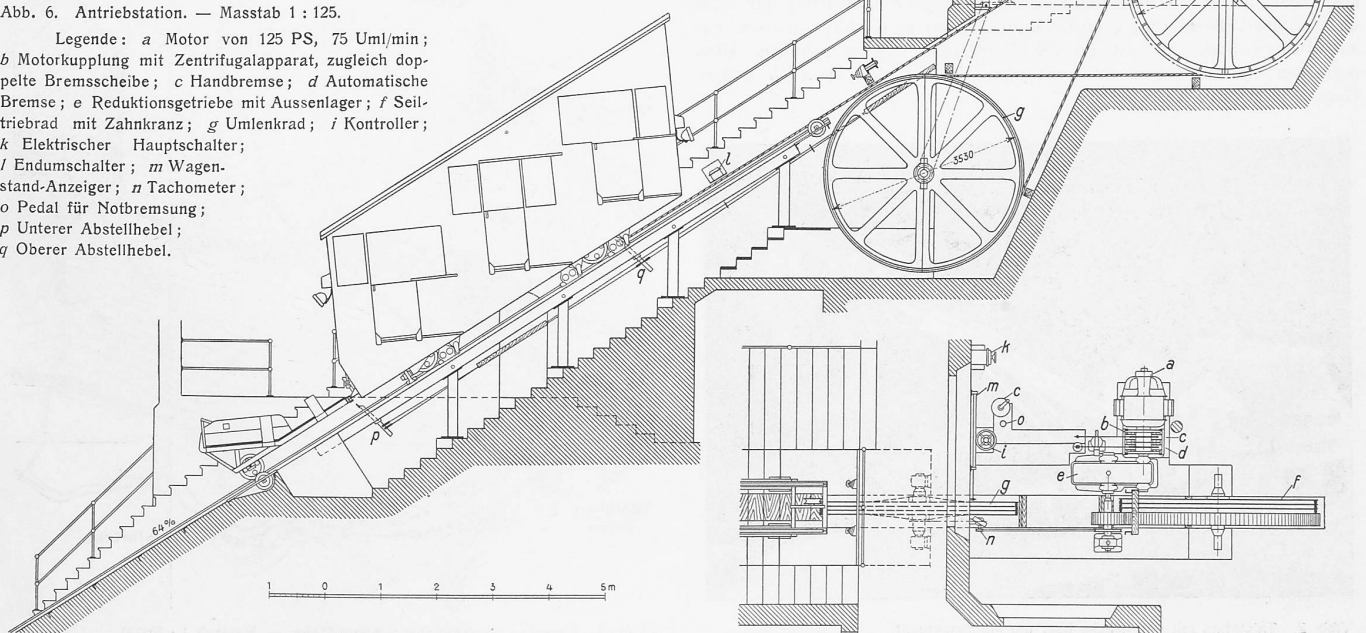 Abb. 6. Antriebstation. — Masstab 1 : 125.
Legende: a Motor von 125 PS, 75 Uml/min;
b Motorkupplung mit Zentrifugalapparat, zugleich dop-
pelte Bremsscheibe; c Handbremse; d Automatische
Bremse; e Reduktionsgetriebe mit Aussenlager; f Seil-
triebrad mit Zahnkranz; g Umlenkrad; i Kontroller;
k Elektrischer Hauptschalter;
l Endumschalter; m Wagen-
stand-Anzeiger; n Tachometer;
o Pedal für Notbremsung;
p Unterer Abstellhebel;
q Oberer Abstellhebel.
g
3530
l
q
p
64%
1 0 1 2 3 4 5m
k
a
m
c
o
b
c
i
d
e
g
f
n